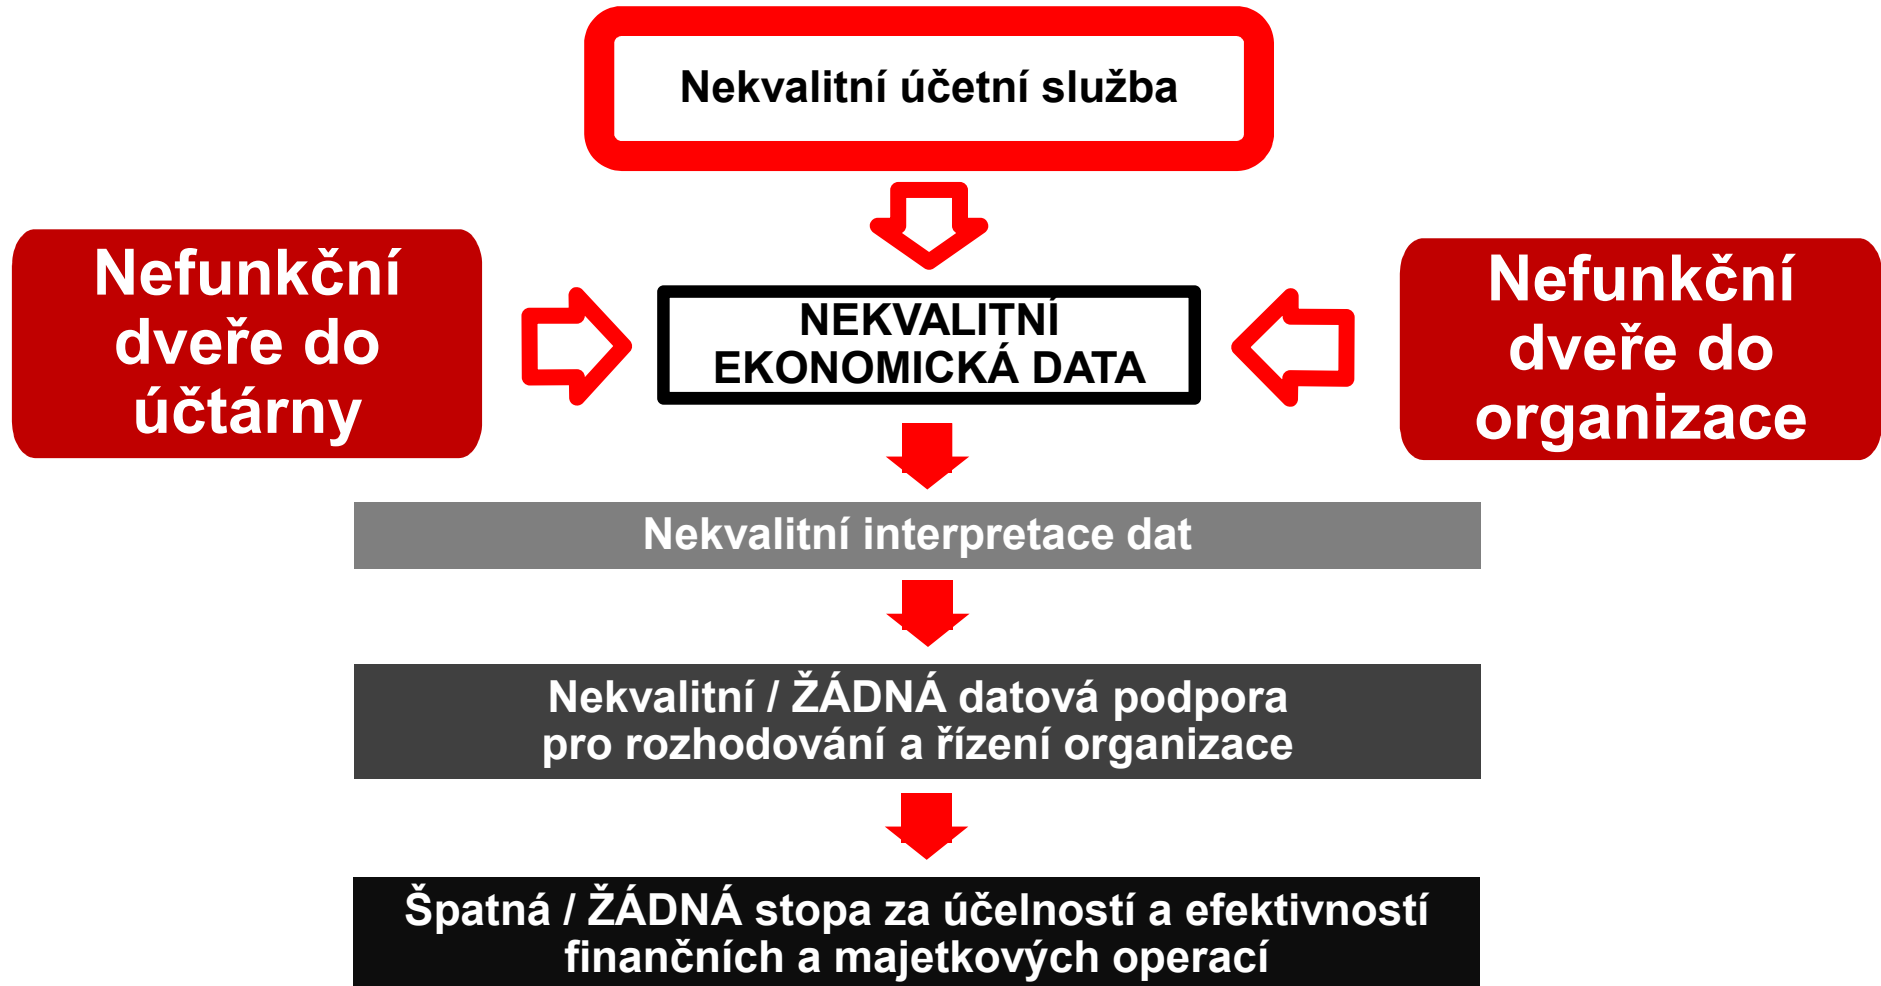 Nekvalitní účetní služba
Nefunkční
dveře do
účtárny
NEKVALITNÍ
EKONOMICKÁ DATA
Nefunkční
dveře do
organizace
Nekvalitní interpretace dat
Nekvalitní / ŽÁDNÁ datová podpora
pro rozhodování a řízení organizace
Špatná / ŽÁDNÁ stopa za účelností a efektivností
finančních a majetkových operací